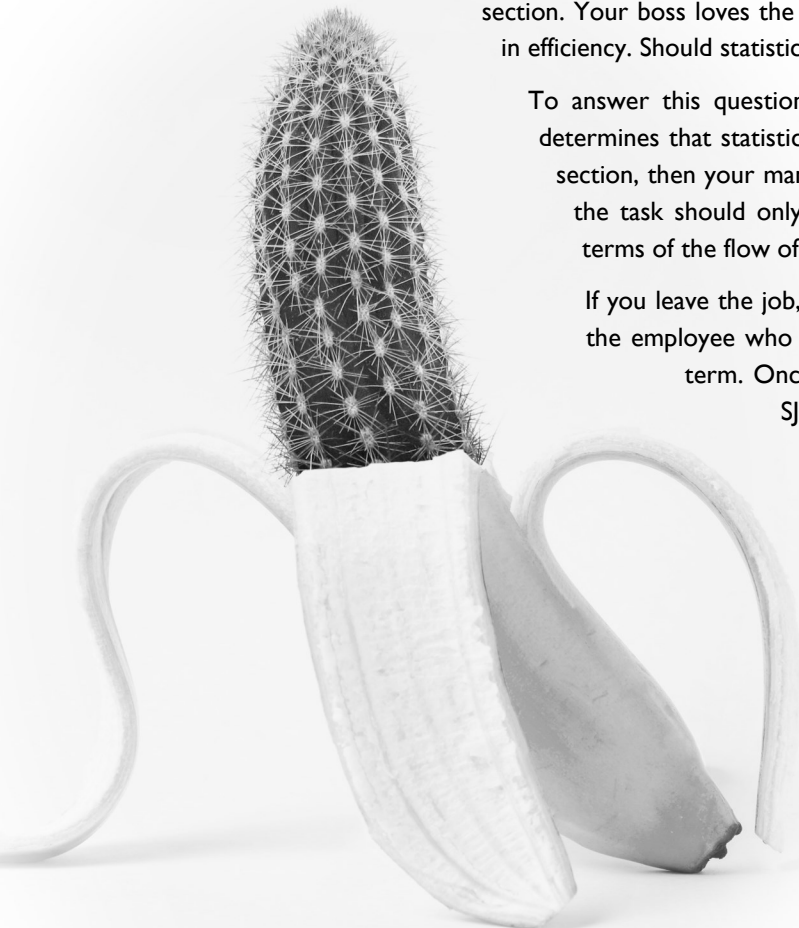 section. Your boss loves the
in efficiency. Should statistic
To answer this question
determines that statistic
section, then your mar
the task should only
terms of the flow of
If you leave the job,
the employee who
term. Onc
SJ